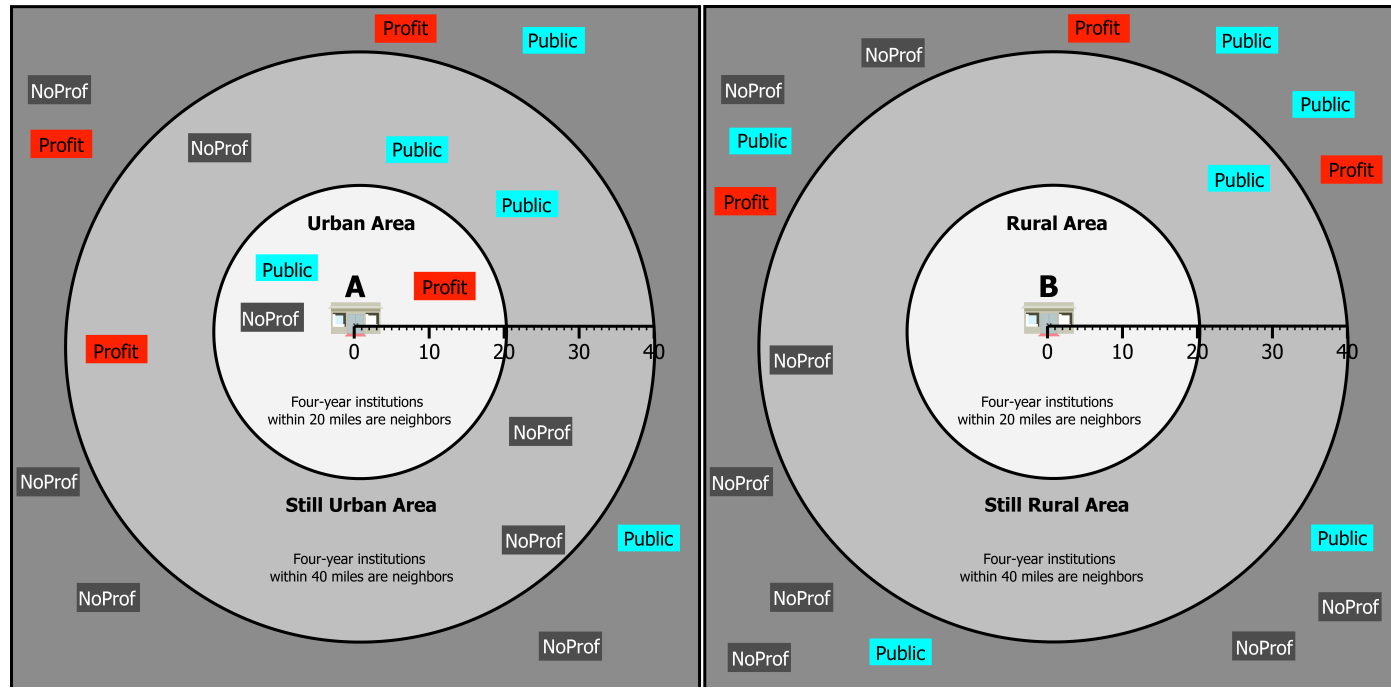 Profit
Public
NoProf
Profit
NoProf
Public
Public
Urban Area
Public
A
Profit
NoProf
0 10 20 30 40
Profit
Four-year institutions
within 20 miles are neighbors
NoProf
NoProf
Still Urban Area
NoProf
Public
Four-year institutions
within 40 miles are neighbors
NoProf
NoProf
Profit
Public
NoProf
NoProf
Public
Public
Profit
Public
Profit
Rural Area
B
0 10 20 30 40
NoProf
Four-year institutions
within 20 miles are neighbors
NoProf
Still Rural Area
Public
Four-year institutions
within 40 miles are neighbors
NoProf
NoProf
NoProf
Public
NoProf